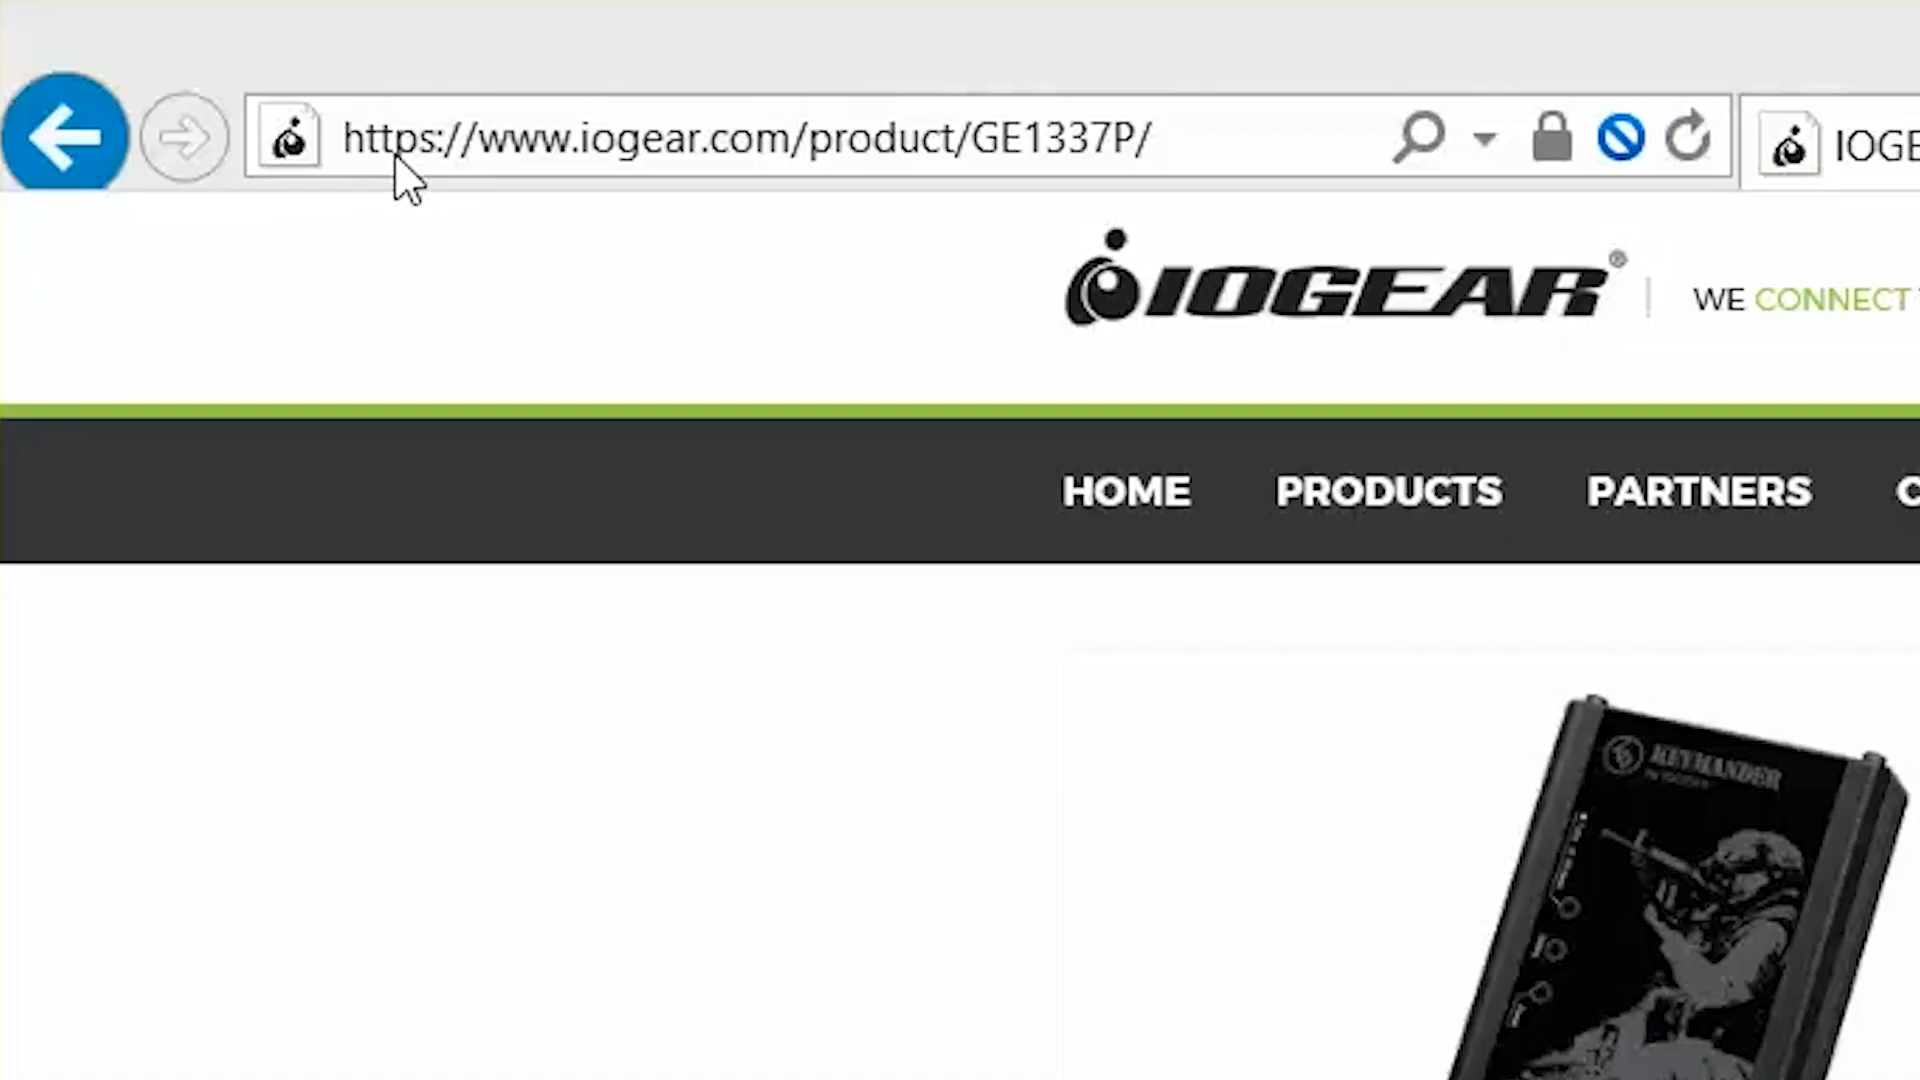 https://www.iogear.com/product/GE1337P/
IOGE
IOGEAR®
WE CONNECT
HOME PRODUCTS PARTNERS
KEYMANDER